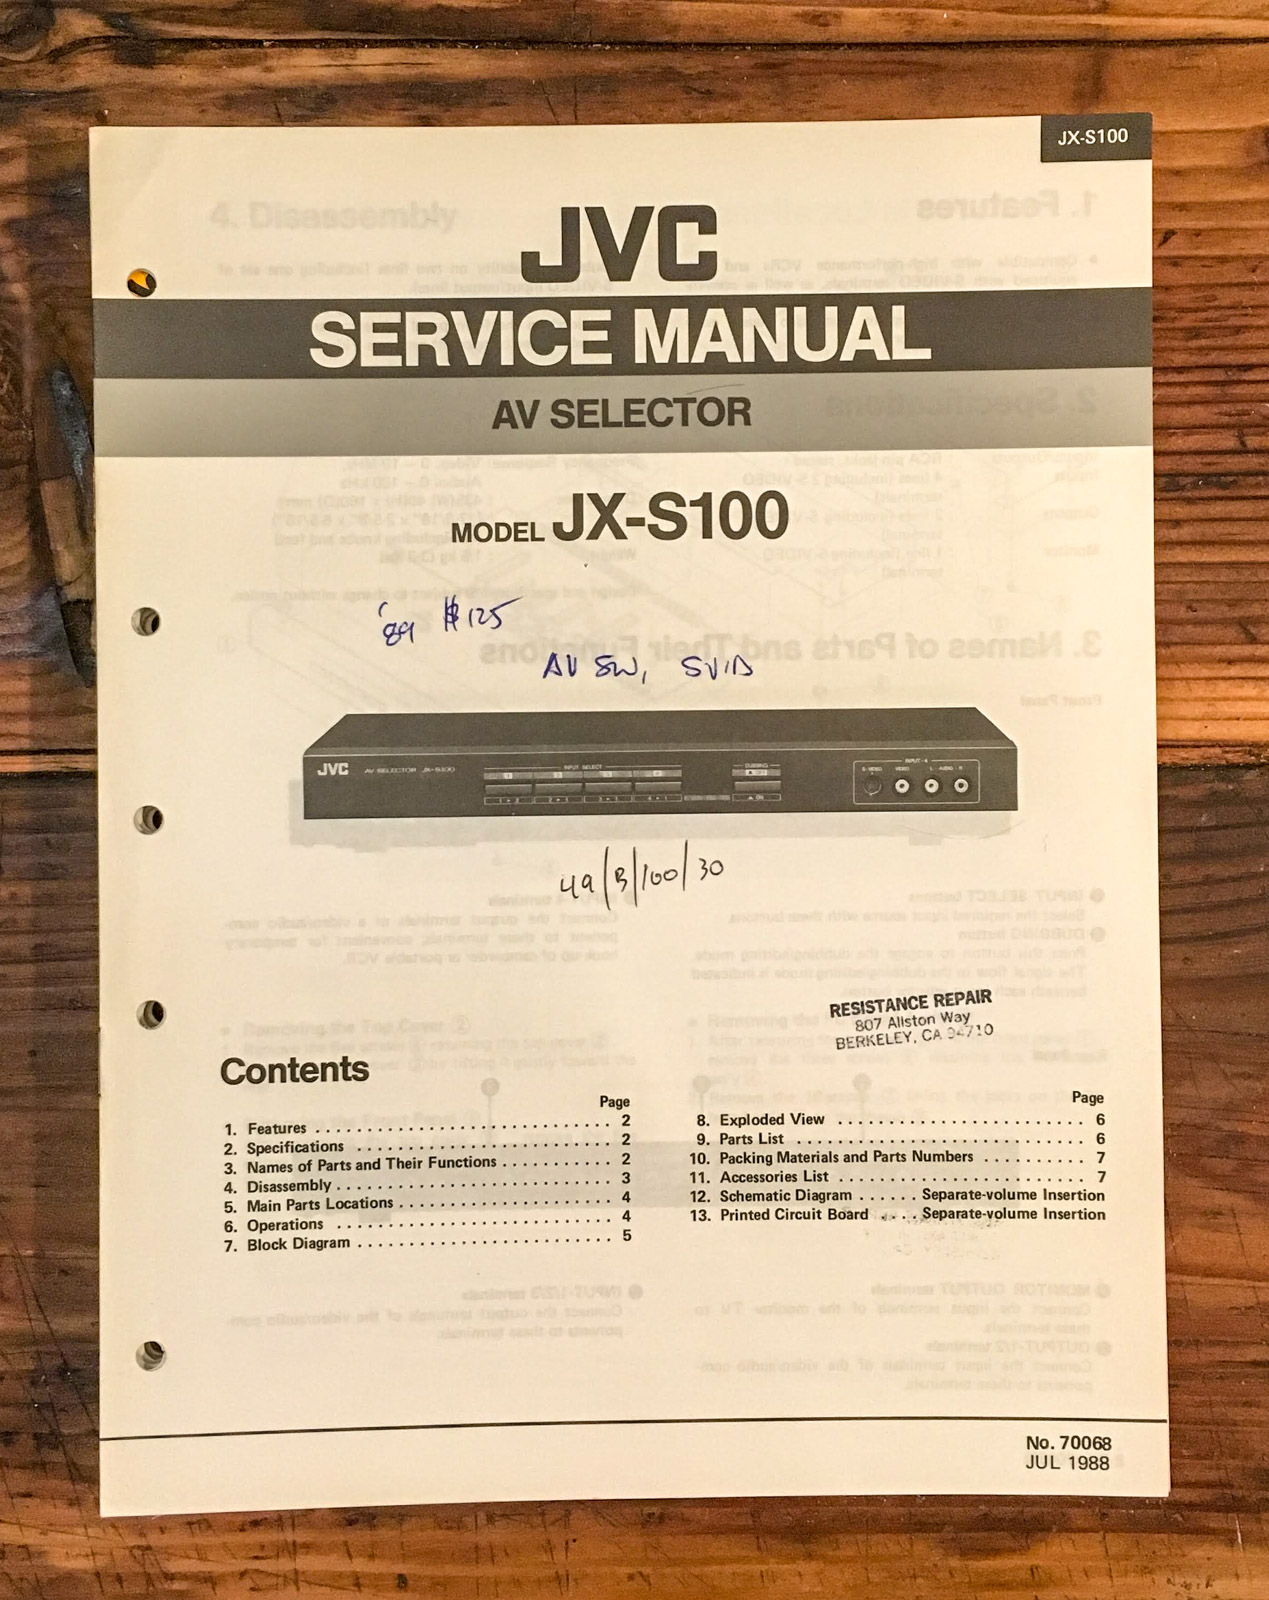 JX-S100
JVC
SERVICE MANUAL
AV SELECTOR
MODEL JX-S100
'89 $125
AV SW, SVID
JVC AV SELECTOR JX-S100
INPUT SELECT
DUBBING
INPUT-4
S-VIDEO VIDEO L - AUDIO - R
49/B/100/30
RESISTANCE REPAIR
807 Allston Way
BERKELEY, CA 94710
Contents
Page
1. Features . . . . . . . . . . . . . . . . . . . . . . . . . . . . . 2
2. Specifications . . . . . . . . . . . . . . . . . . . . . . . . . 2
3. Names of Parts and Their Functions . . . . . . . . . . . 2
4. Disassembly . . . . . . . . . . . . . . . . . . . . . . . . . . . 3
5. Main Parts Locations . . . . . . . . . . . . . . . . . . . . 4
6. Operations . . . . . . . . . . . . . . . . . . . . . . . . . . . 4
7. Block Diagram . . . . . . . . . . . . . . . . . . . . . . . . . 5
Page
8. Exploded View . . . . . . . . . . . . . . . . . . . . . . . . 6
9. Parts List . . . . . . . . . . . . . . . . . . . . . . . . . . . . 6
10. Packing Materials and Parts Numbers . . . . . . . . . 7
11. Accessories List . . . . . . . . . . . . . . . . . . . . . . . 7
12. Schematic Diagram . . . . . . Separate-volume Insertion
13. Printed Circuit Board . . . . Separate-volume Insertion
No. 70068
JUL 1988